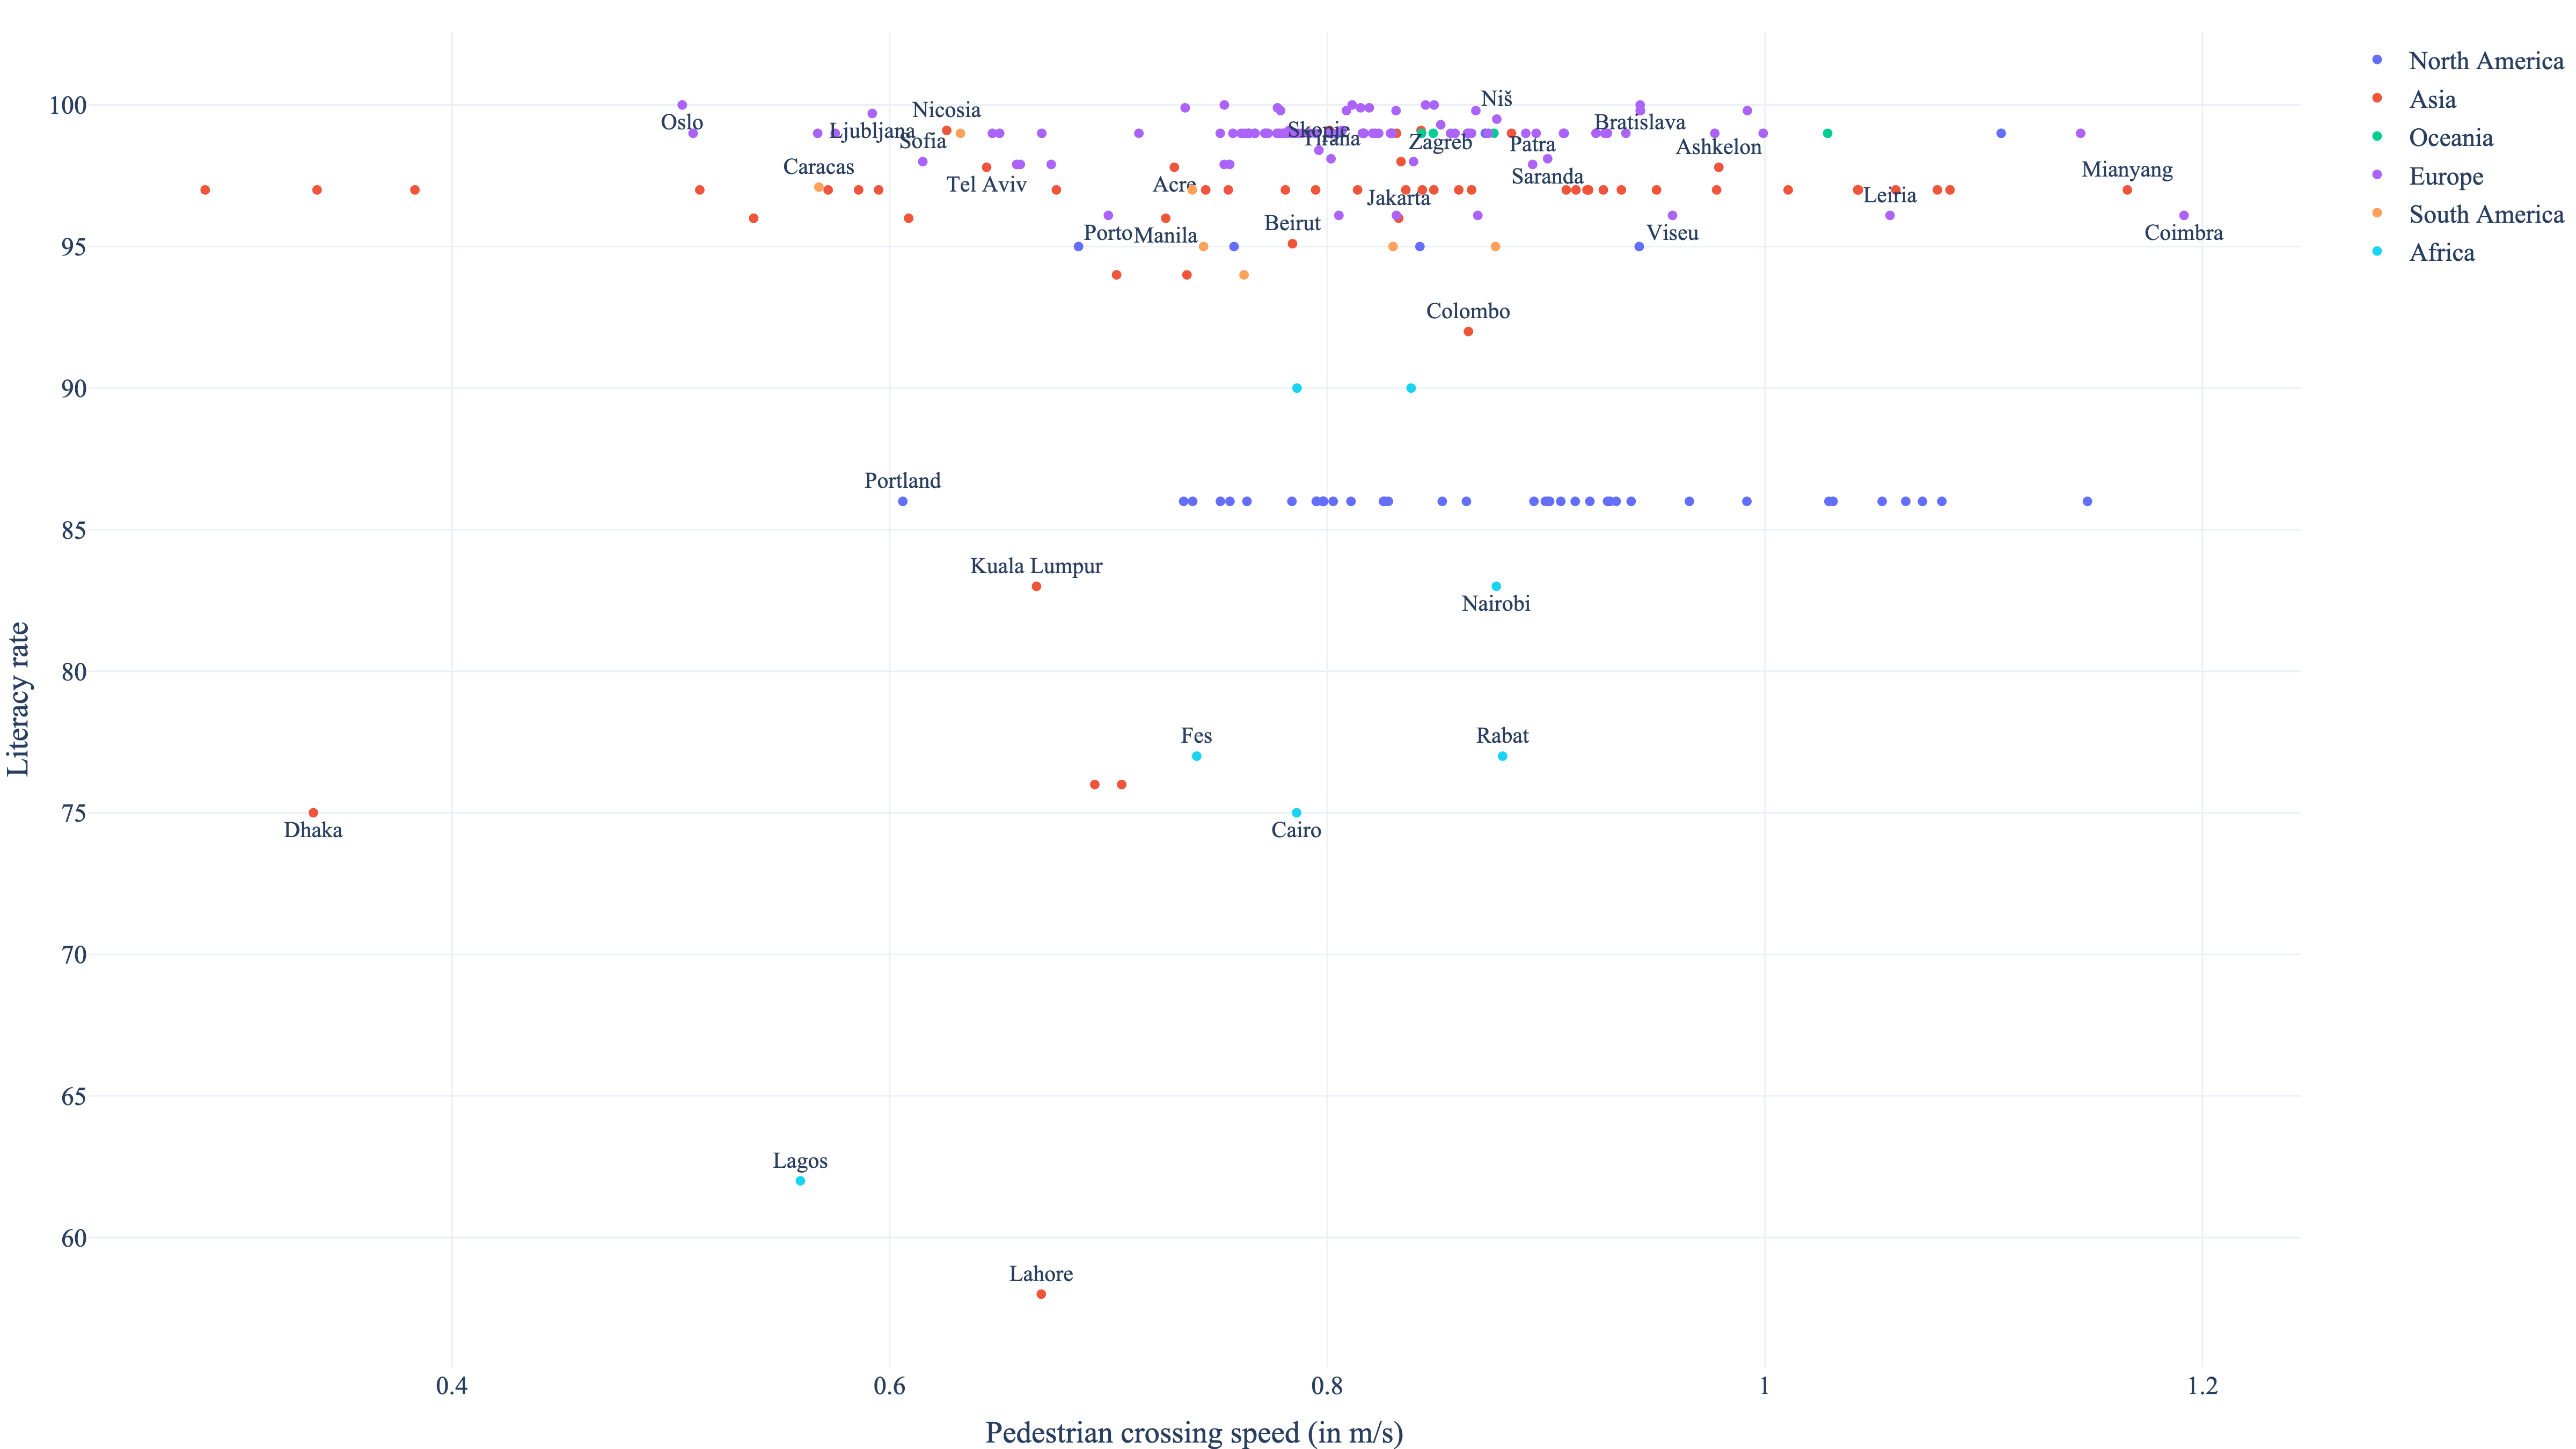 North America
Asia
Oceania
Europe
South America
Africa
100
95
90
85
80
75
70
65
60
Literacy rate
Nicosia
Niš
Oslo
Ljubljana
Skopje
Bratislava
Sofia
Tirana
Zagreb
Patra
Ashkelon
Caracas
Mianyang
Tel Aviv
Acre
Saranda
Jakarta
Leiria
Beirut
Porto
Manila
Viseu
Coimbra
Colombo
Portland
Kuala Lumpur
Nairobi
Fes
Rabat
Dhaka
Cairo
Lagos
Lahore
0.4
0.6
0.8
1
1.2
Pedestrian crossing speed (in m/s)